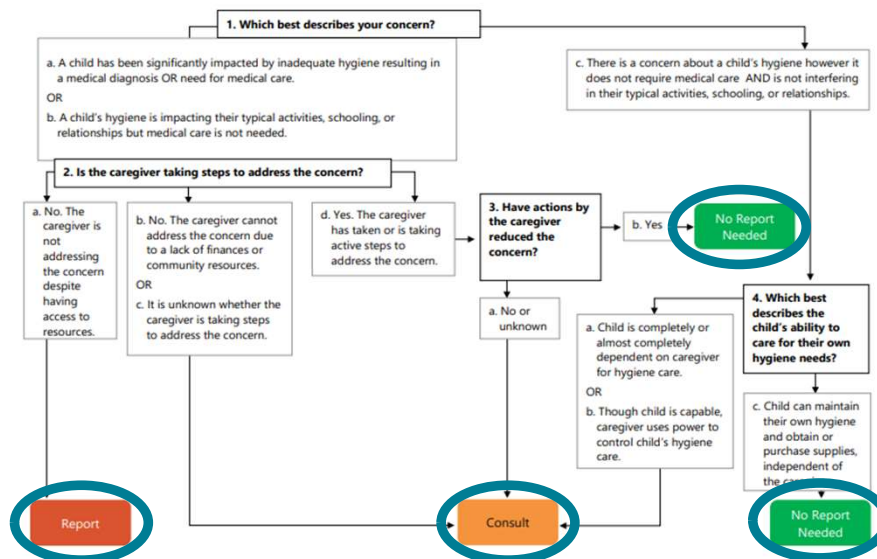 1. Which best describes your concern?
a. A child has been significantly impacted by inadequate hygiene resulting
in a medical diagnosis OR need for medical care.
OR
b. A child's hygiene is impacting their typical activities, schooling, or
relationships but medical care is not needed.
c. There is a concern about a child's hygiene however it
does not require medical care AND is not interfering
in their typical activities, schooling, or relationships.
2. Is the caregiver taking steps to address the concern?
a. No. The
caregiver is
not
addressing
the concern
despite
having
access to
resources.
b. No. The caregiver cannot
address the concern due
to a lack of finances or
community resources.
OR
c. It is unknown whether the
caregiver is taking steps
to address the concern.
d. Yes. The caregiver
has taken or is taking
active steps to
address the concern.
3. Have actions by
the caregiver
reduced the
concern?
b. Yes
No Report
Needed
a. No or
unknown
4. Which best
describes the
child's ability to
care for their own
hygiene needs?
a. Child is completely or
almost completely
dependent on caregiver
for hygiene care.
OR
b. Though child is capable,
caregiver uses power to
control child's hygiene
care.
c. Child can maintain
their own hygiene
and obtain or
purchase supplies,
independent of
the
Report
Consult
No Report
Needed